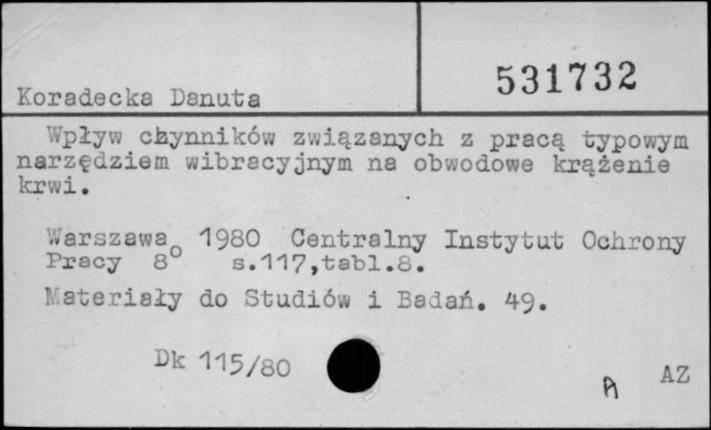 Koradecka Danuta
531732
Wpływ czynników związanych z pracą typowym
narzędziem wibracyjnym na obwodowe krążenie
krwi.
Warszawa 1980 Centralny Instytut Ochrony
Pracy 8° s.117,tabl.8.
Materiały do Studiów i Badań. 49.
Dk 115/80
A AZ